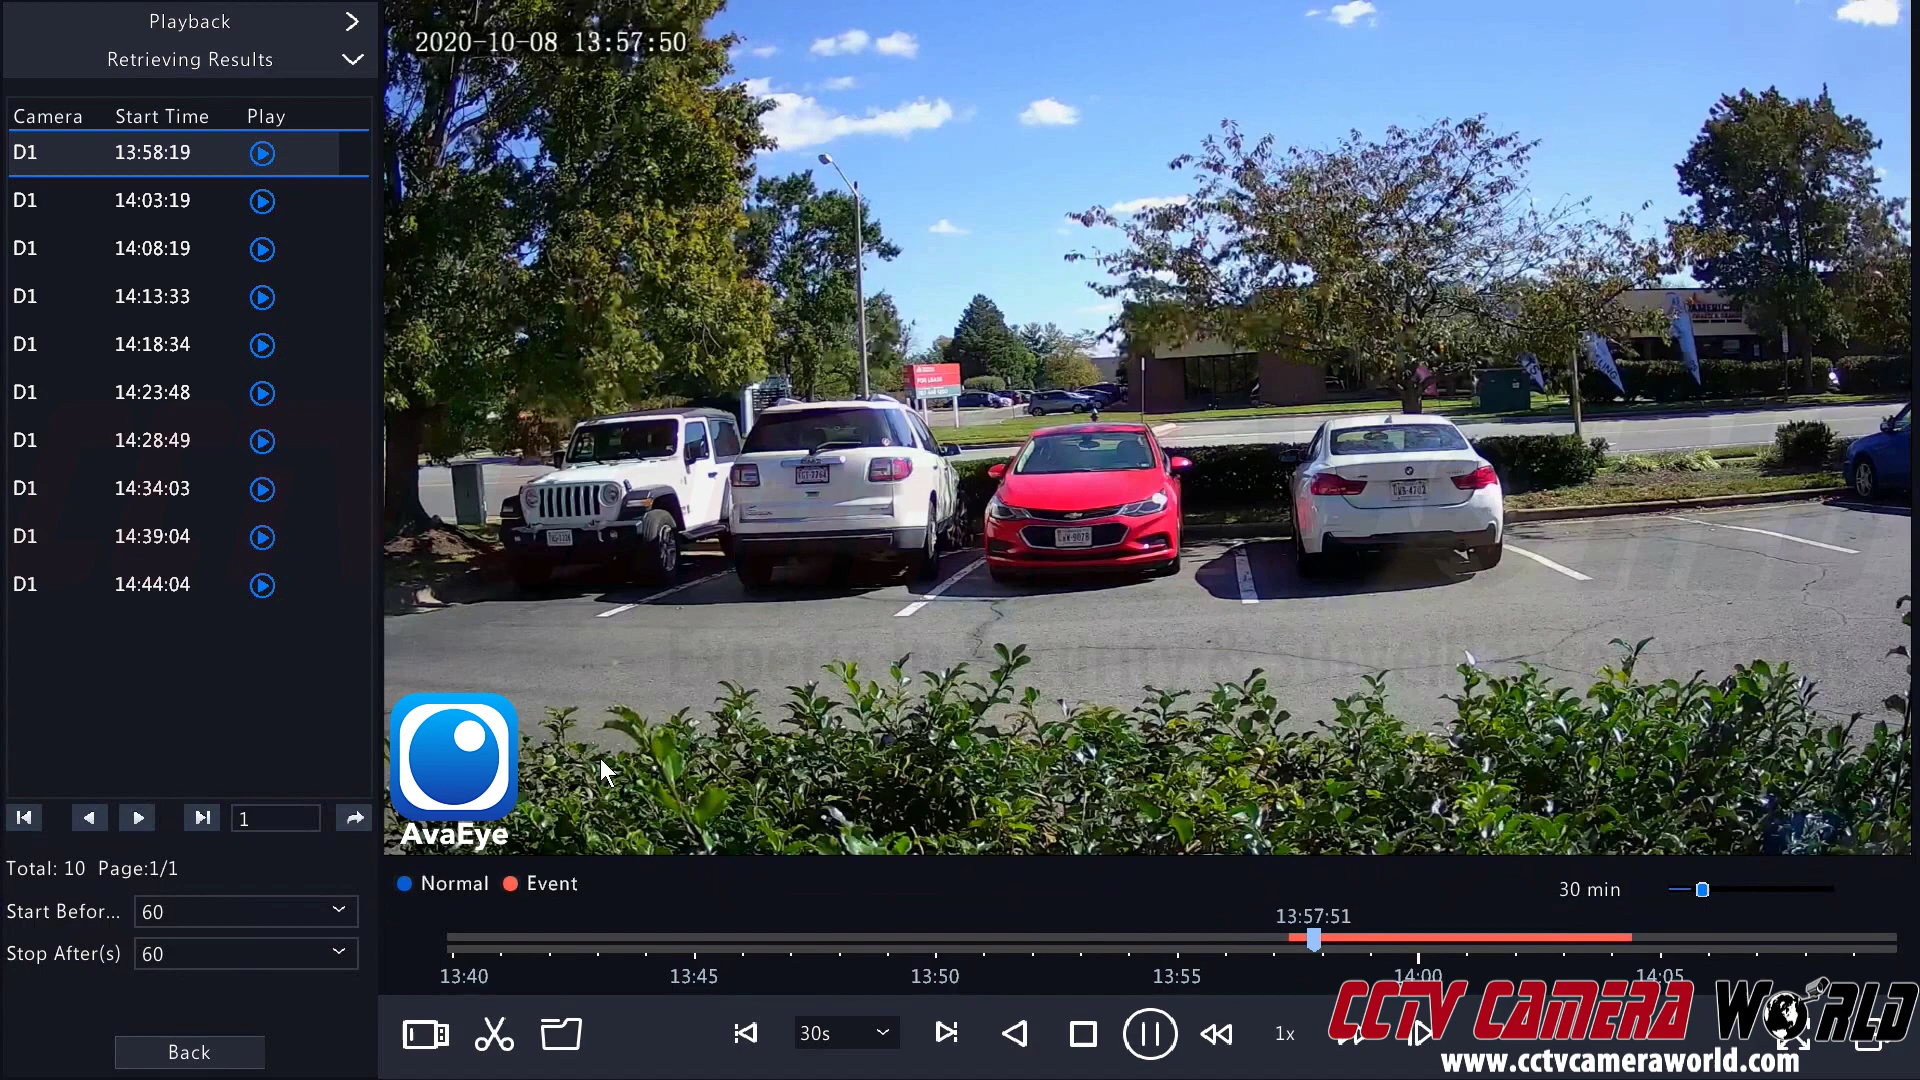 Playback
Retrieving Results
Camera Start Time Play
D1 13:58:19
D1 14:03:19
D1 14:08:19
D1 14:13:33
D1 14:18:34
D1 14:23:48
D1 14:28:49
D1 14:34:03
D1 14:39:04
D1 14:44:04
1
Total: 10 Page:1/1
Start Befor... 60
Stop After(s) 60
Back
2020-10-08 13:57:50
FOR LEASE
AvaEye
Normal Event
30 min
13:57:51
13:40 13:45 13:50 13:55 14:00 14:05
30s
1x
CCTV CAMERA WORLD
www.cctvcameraworld.com